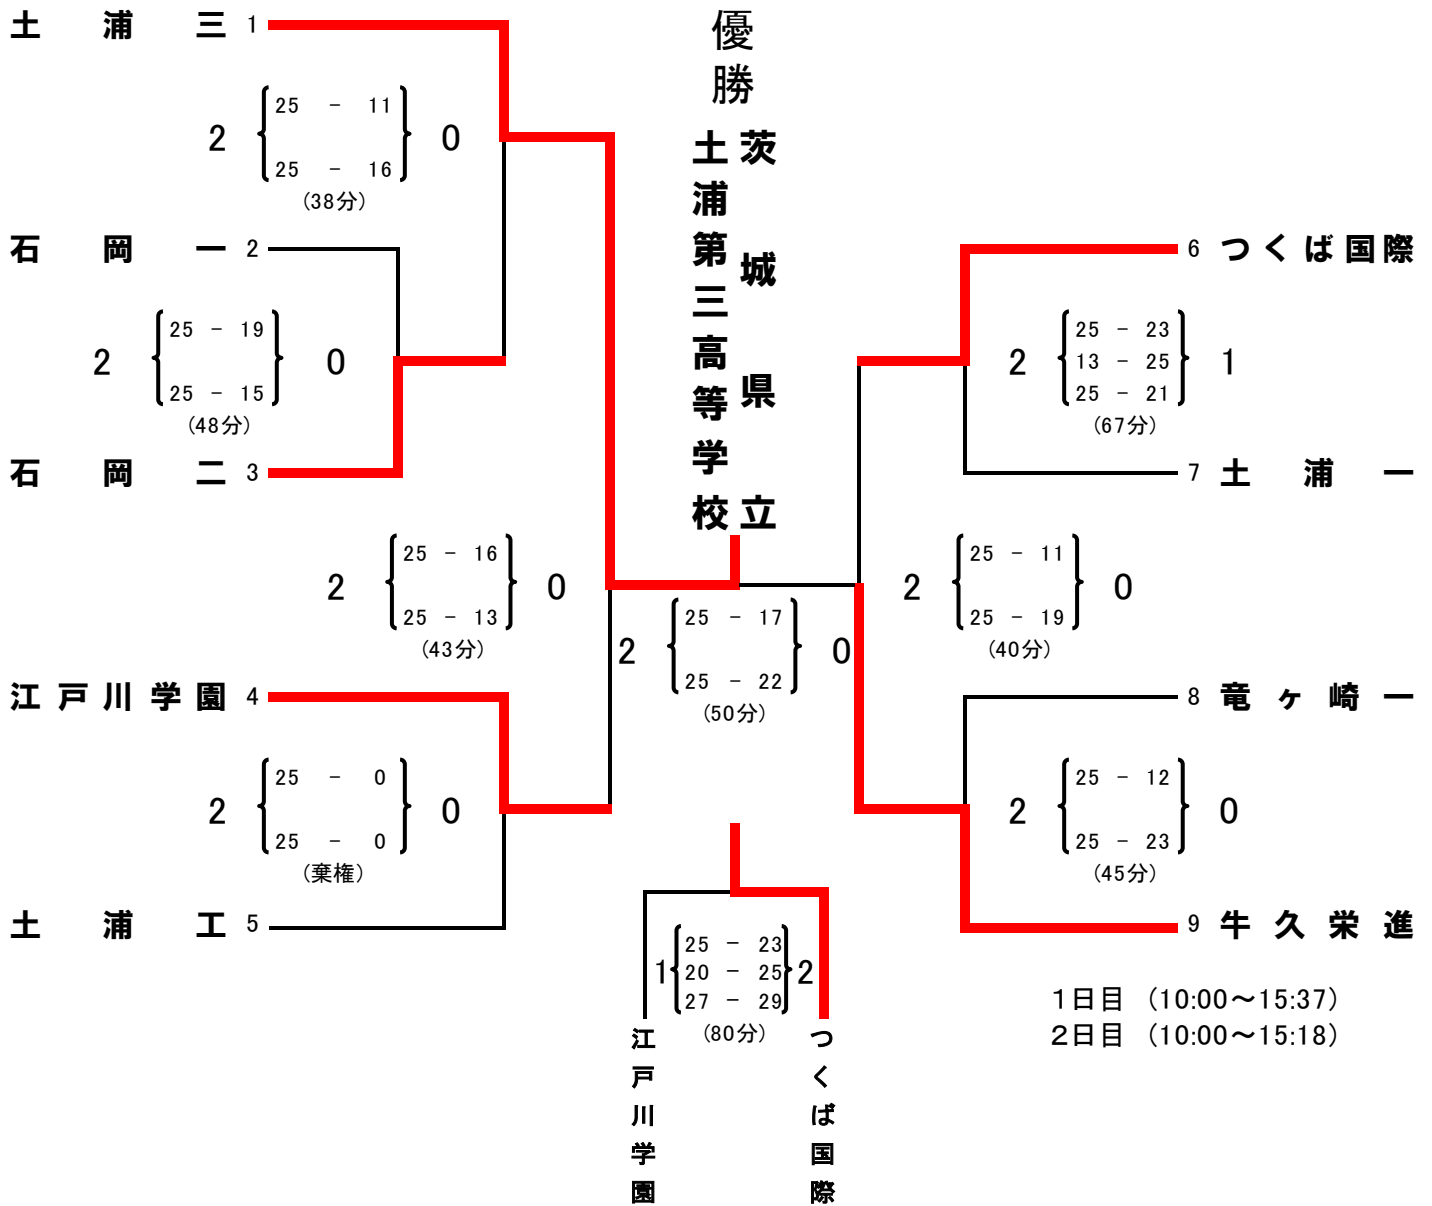 優勝
茨城県立
土浦第三高等学校
土浦三 1
2 25 - 11 0
25 - 16
(38分)
石岡一 2
2 25 - 19 0
25 - 15
(48分)
石岡二 3
2 25 - 16 0
25 - 13
(43分)
江戸川学園 4
2 25 - 0 0
25 - 0
(棄権)
土浦工 5
2 25 - 17 0
25 - 22
(50分)
6 つくば国際
2 25 - 23 1
13 - 25
25 - 21
(67分)
7 土浦一
2 25 - 11 0
25 - 19
(40分)
8 竜ヶ崎一
2 25 - 12 0
25 - 23
(45分)
9 牛久栄進
1 25 - 23 2
20 - 25
27 - 29
(80分)
江戸川学園
つくば国際
1日目 (10:00～15:37)
2日目 (10:00～15:18)